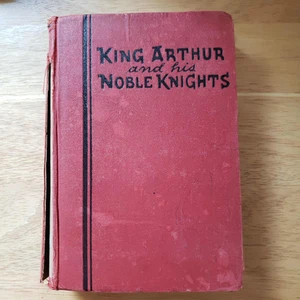 KING ARTHUR
and his
NOBLE KNIGHTS